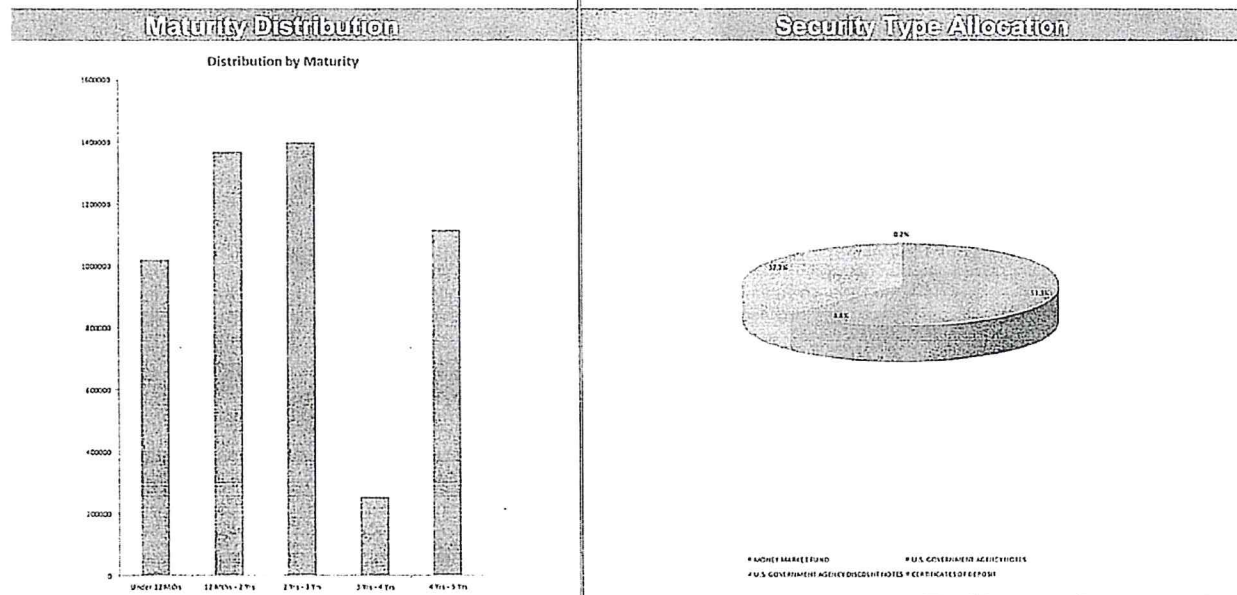 Maturity Distribution
Distribution by Maturity
1600000
1400000
1200000
1000000
800000
600000
400000
200000
0
Under 12 Mths
12 Mths - 2 Yrs
2 Yrs - 3 Yrs
3 Yrs - 4 Yrs
4 Yrs - 5 Yrs
Security Type Allocation
0.2%
MONEY MARKET FUND
U.S. GOVERNMENT AGENCY NOTES
U.S. GOVERNMENT AGENCY DISCOUNT NOTES
CERTIFICATES OF DEPOSIT